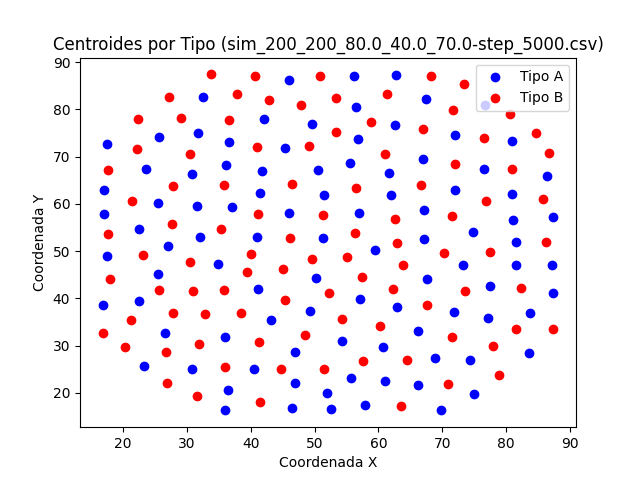 Centroides por Tipo (sim_200_200_80.0_40.0_70.0-step_5000.csv)
90
80
70
60
50
40
30
20
Coordenada Y
Tipo A
Tipo B
20 30 40 50 60 70 80 90
Coordenada X